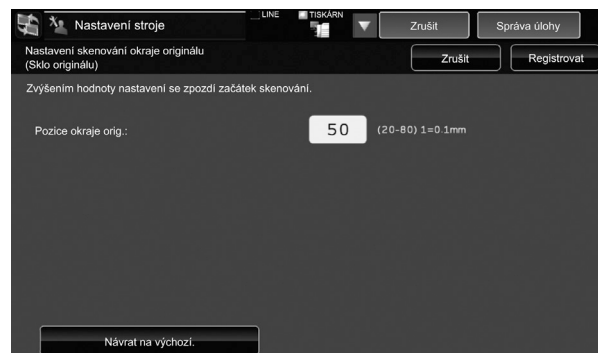 Nastavení stroje
LINE
TISKÁRN
Zrušit
Správa úlohy
Nastavení skenování okraje originálu
(Sklo originálu)
Zrušit
Registrovat
Zvýšením hodnoty nastavení se zpozdí začátek skenování.
Pozice okraje orig.:
50
(20-80) 1=0.1mm
Návrat na výchozí.